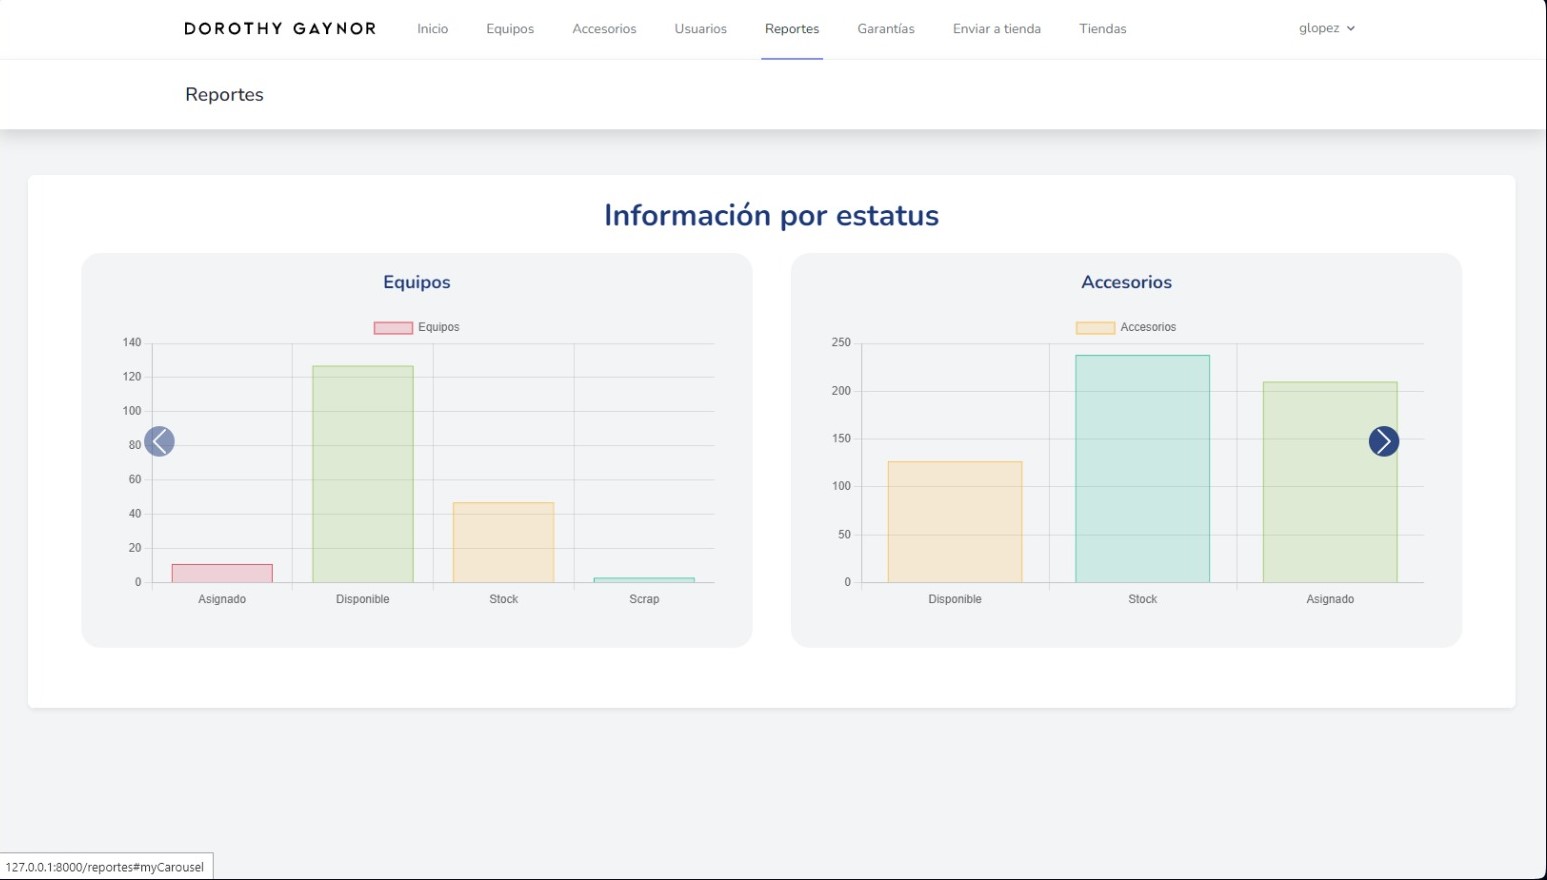 DOROTHY GAYNOR Inicio Equipos Accesorios Usuarios Reportes Garantías Enviar a tienda Tiendas glopez
Reportes
Información por estatus
Equipos
Equipos
140
120
100
80
60
40
20
0
Asignado Disponible Stock Scrap
Accesorios
Accesorios
250
200
150
100
50
0
Disponible Stock Asignado
127.0.0.1:8000/reportes#myCarousel